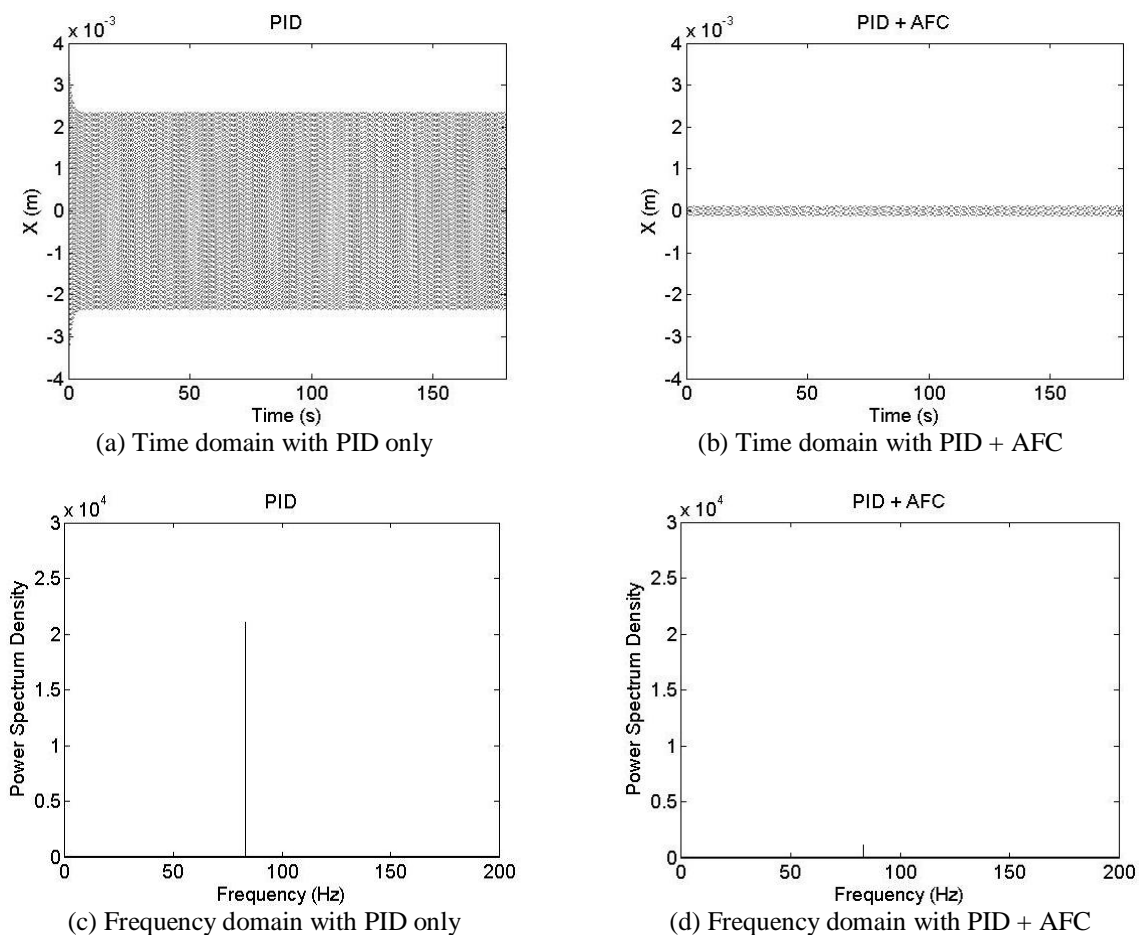 PID
x 10-3
4
3
2
1
0
-1
-2
-3
-4
X (m)
0 50 100 150
Time (s)
(a) Time domain with PID only
PID + AFC
x 10-3
4
3
2
1
0
-1
-2
-3
-4
X (m)
0 50 100 150
Time (s)
(b) Time domain with PID + AFC
PID
x 10^4
3
2.5
2
1.5
1
0.5
0
Power Spectrum Density
0 50 100 150 200
Frequency (Hz)
(c) Frequency domain with PID only
PID + AFC
x 10^4
3
2.5
2
1.5
1
0.5
0
Power Spectrum Density
0 50 100 150 200
Frequency (Hz)
(d) Frequency domain with PID + AFC